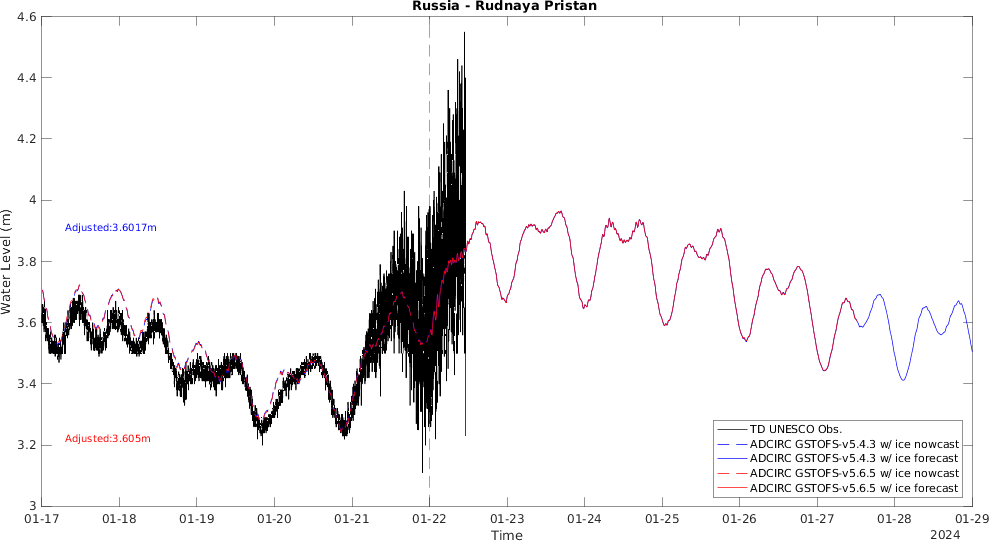 Russia - Rudnaya Pristan
4.6
4.4
4.2
4
3.8
3.6
3.4
3.2
3
Water Level (m)
Adjusted:3.6017m
Adjusted:3.605m
TD UNESCO Obs.
ADCIRC GSTOFS-v5.4.3 w/ ice nowcast
ADCIRC GSTOFS-v5.4.3 w/ ice forecast
ADCIRC GSTOFS-v5.6.5 w/ ice nowcast
ADCIRC GSTOFS-v5.6.5 w/ ice forecast
01-17 01-18 01-19 01-20 01-21 01-22 01-23 01-24 01-25 01-26 01-27 01-28 01-29
Time
2024